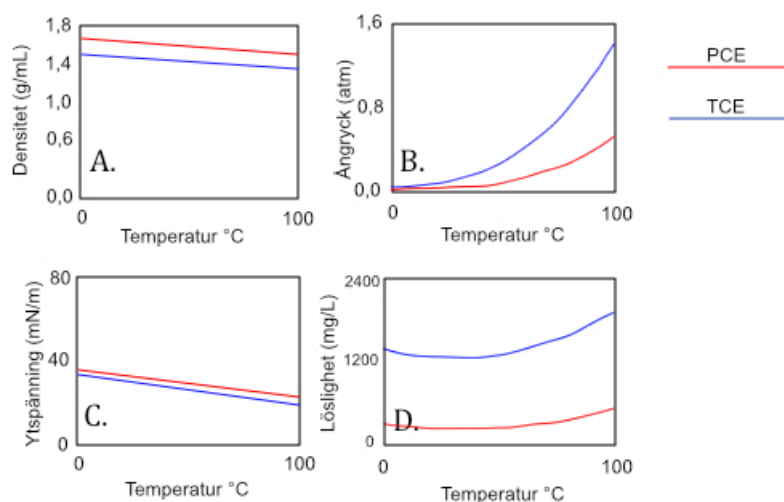 1,8
1,4
1,0
0,6
0,0
Densitet (g/mL)
A.
0
100
Temperatur °C
1,6
0,8
0,0
Ångryck (atm)
B.
0
100
Temperatur °C
PCE
TCE
80
40
0
Ytspänning (mN/m)
C.
0
100
Temperatur °C
2400
1200
0
Löslighet (mg/L)
D.
0
100
Temperatur °C